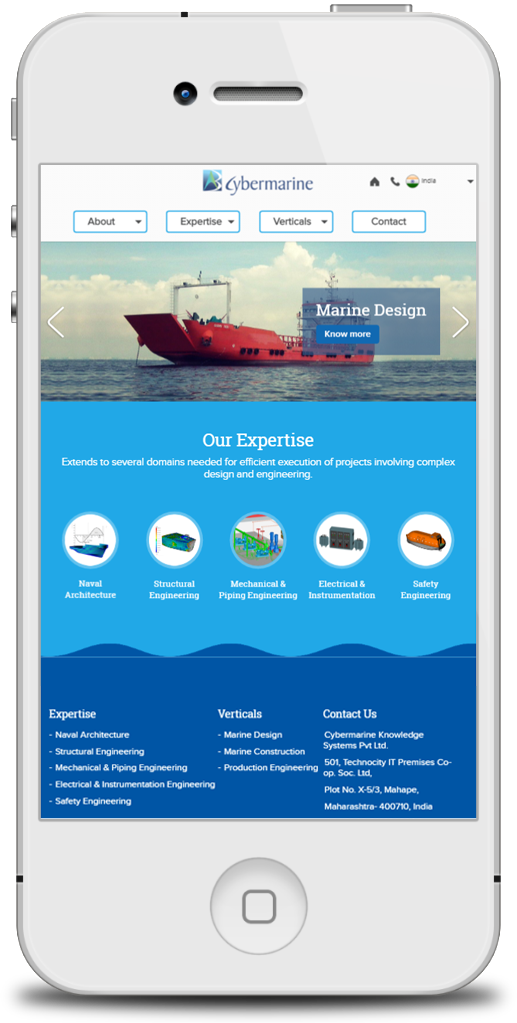 Cybermarine
India
About
Expertise
Verticals
Contact
Marine Design
Know more
Our Expertise
Extends to several domains needed for efficient execution of projects involving complex
design and engineering.
Naval
Architecture
Structural
Engineering
Mechanical &
Piping Engineering
Electrical &
Instrumentation
Safety
Engineering
Expertise
- Naval Architecture
- Structural Engineering
- Mechanical & Piping Engineering
- Electrical & Instrumentation Engineering
- Safety Engineering
Verticals
- Marine Design
- Marine Construction
- Production Engineering
Contact Us
Cybermarine Knowledge
Systems Pvt Ltd.
501, Technocity IT Premises Co-
op. Soc. Ltd,
Plot No. X-5/3, Mahape,
Maharashtra- 400710, India